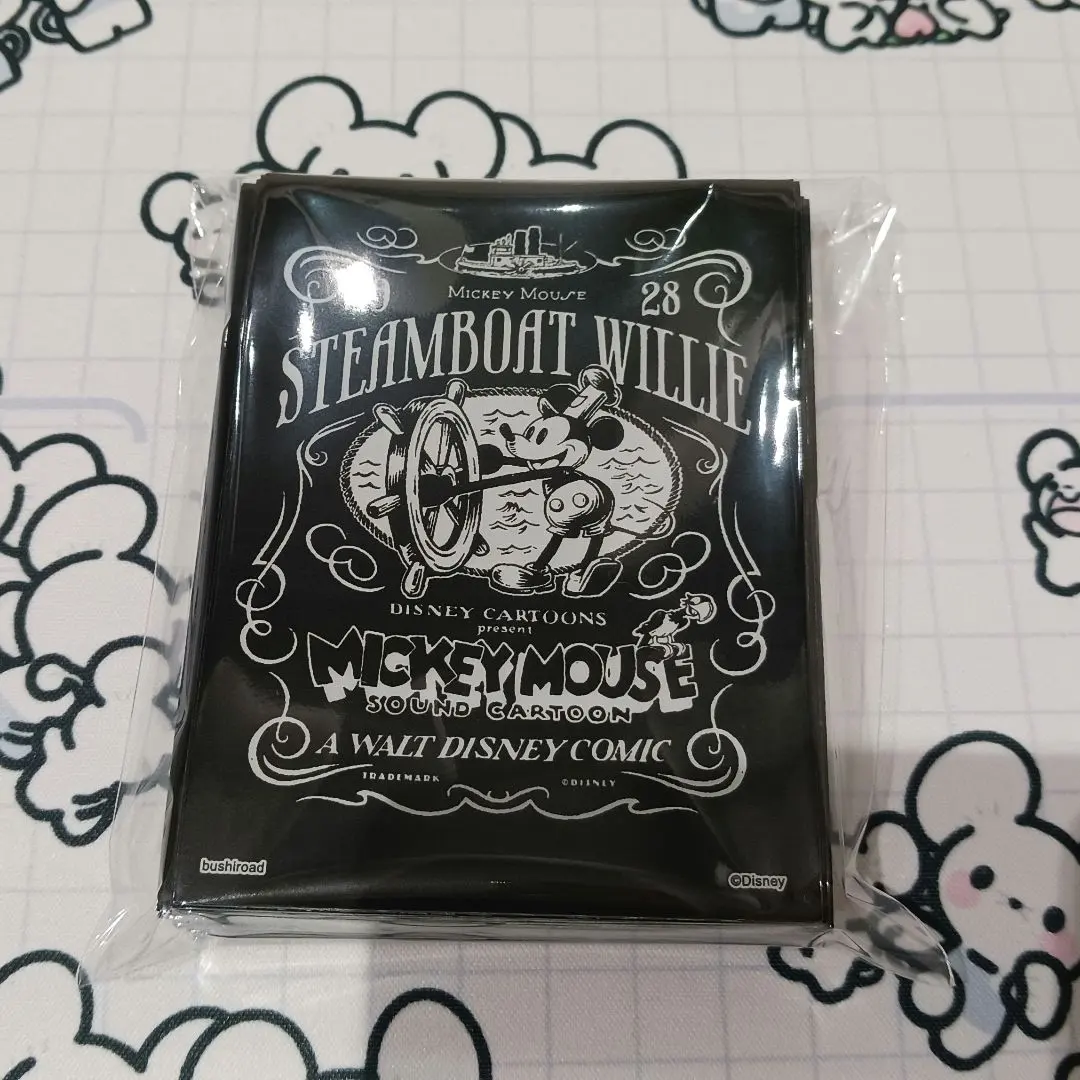 MICKEY MOUSE
28
STEAMBOAT WILLIE
DISNEY CARTOONS
present
MICKEY MOUSE
SOUND CARTOON
A WALT DISNEY COMIC
TRADEMARK ©DISNEY
bushiroad ©Disney